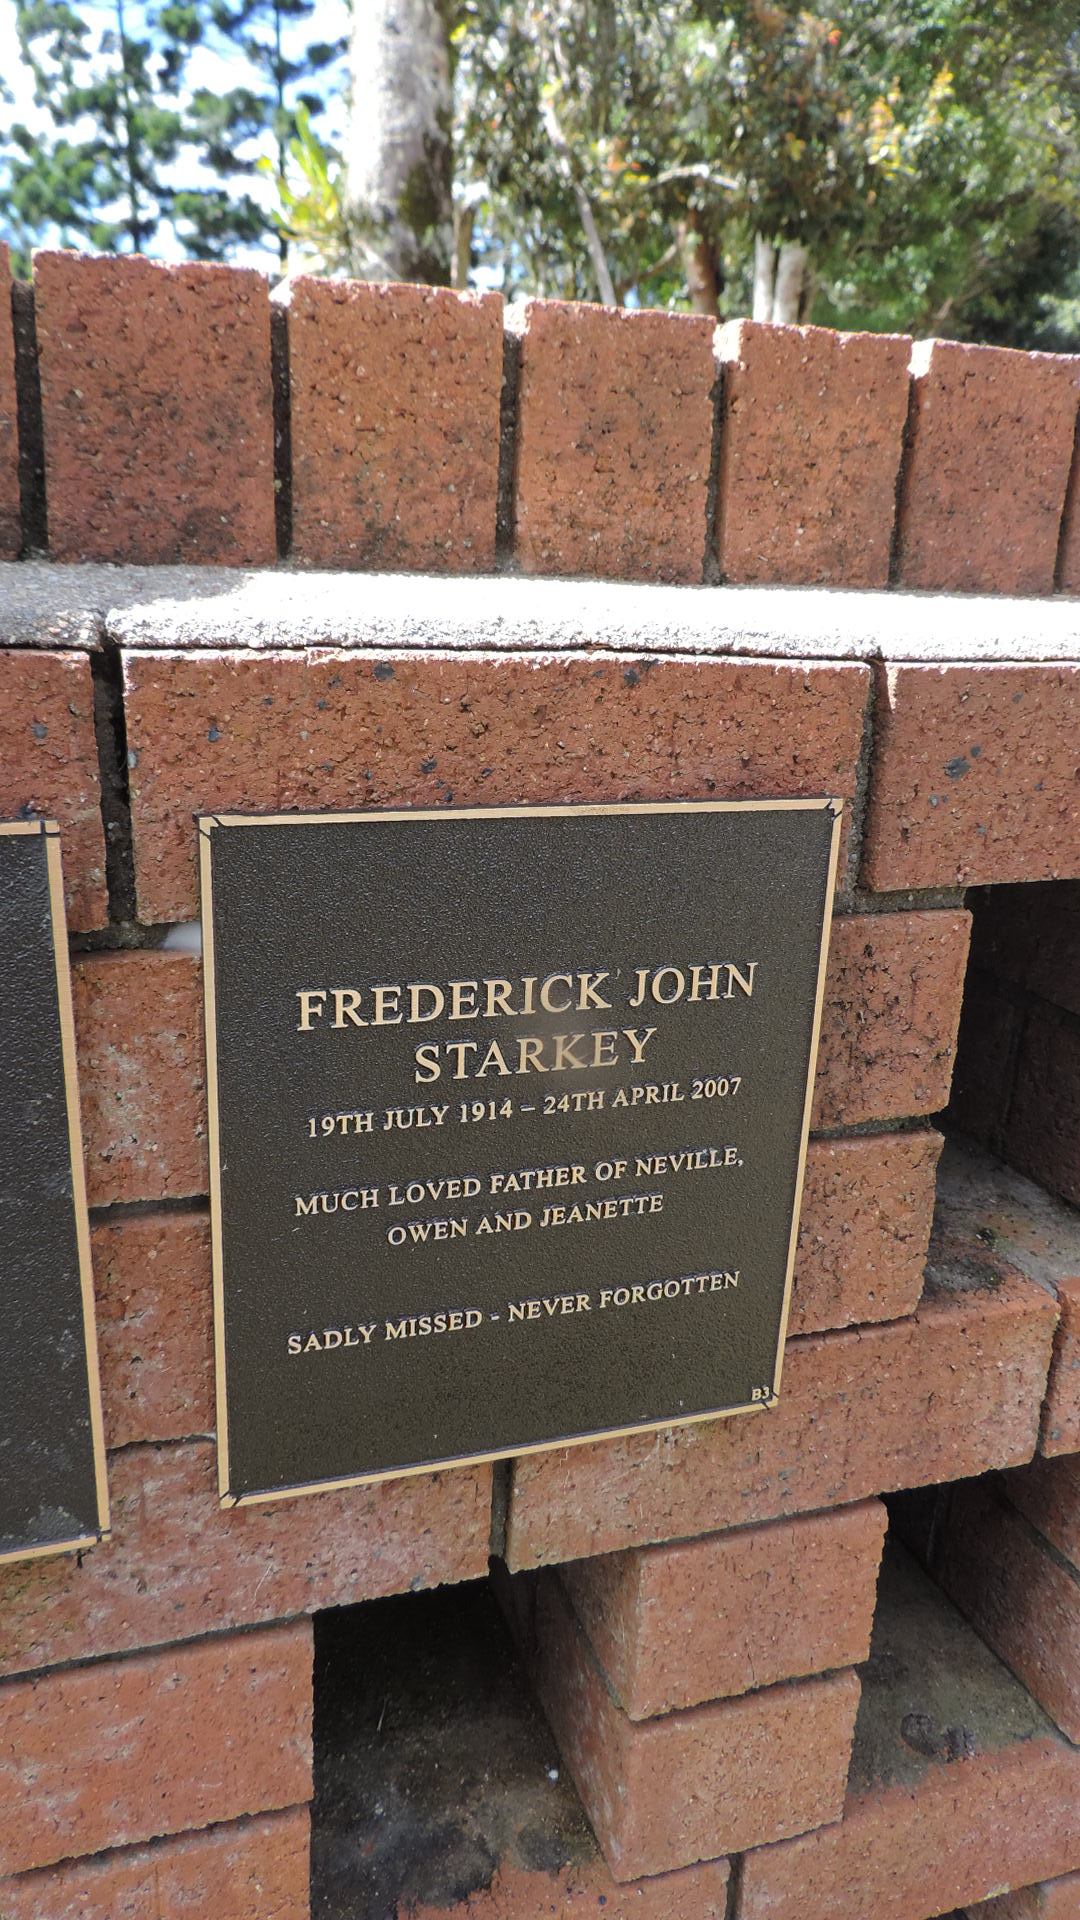 FREDERICK JOHN
STARKEY
19TH JULY 1914 – 24TH APRIL 2007
MUCH LOVED FATHER OF NEVILLE,
OWEN AND JEANETTE
SADLY MISSED - NEVER FORGOTTEN
B3